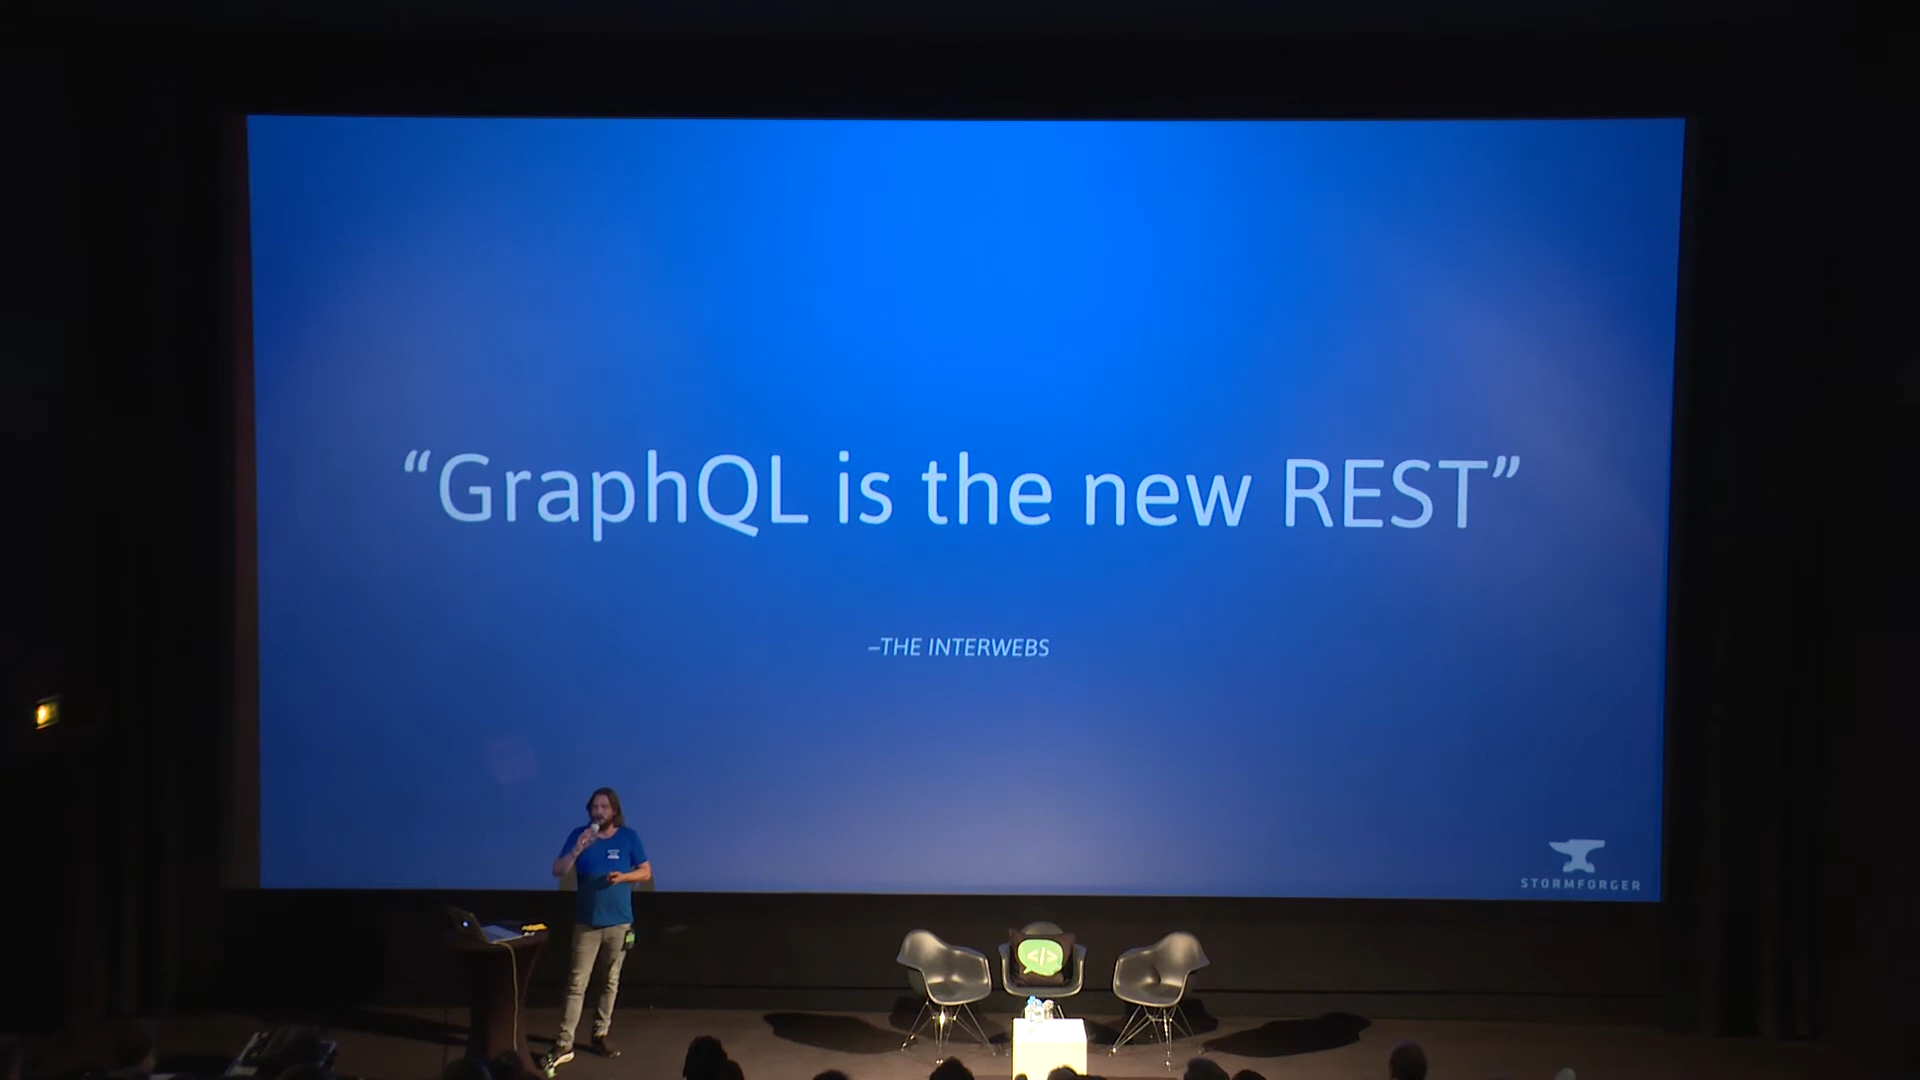 “GraphQL is the new REST”
–THE INTERWEBS
STORMFORGER
</>